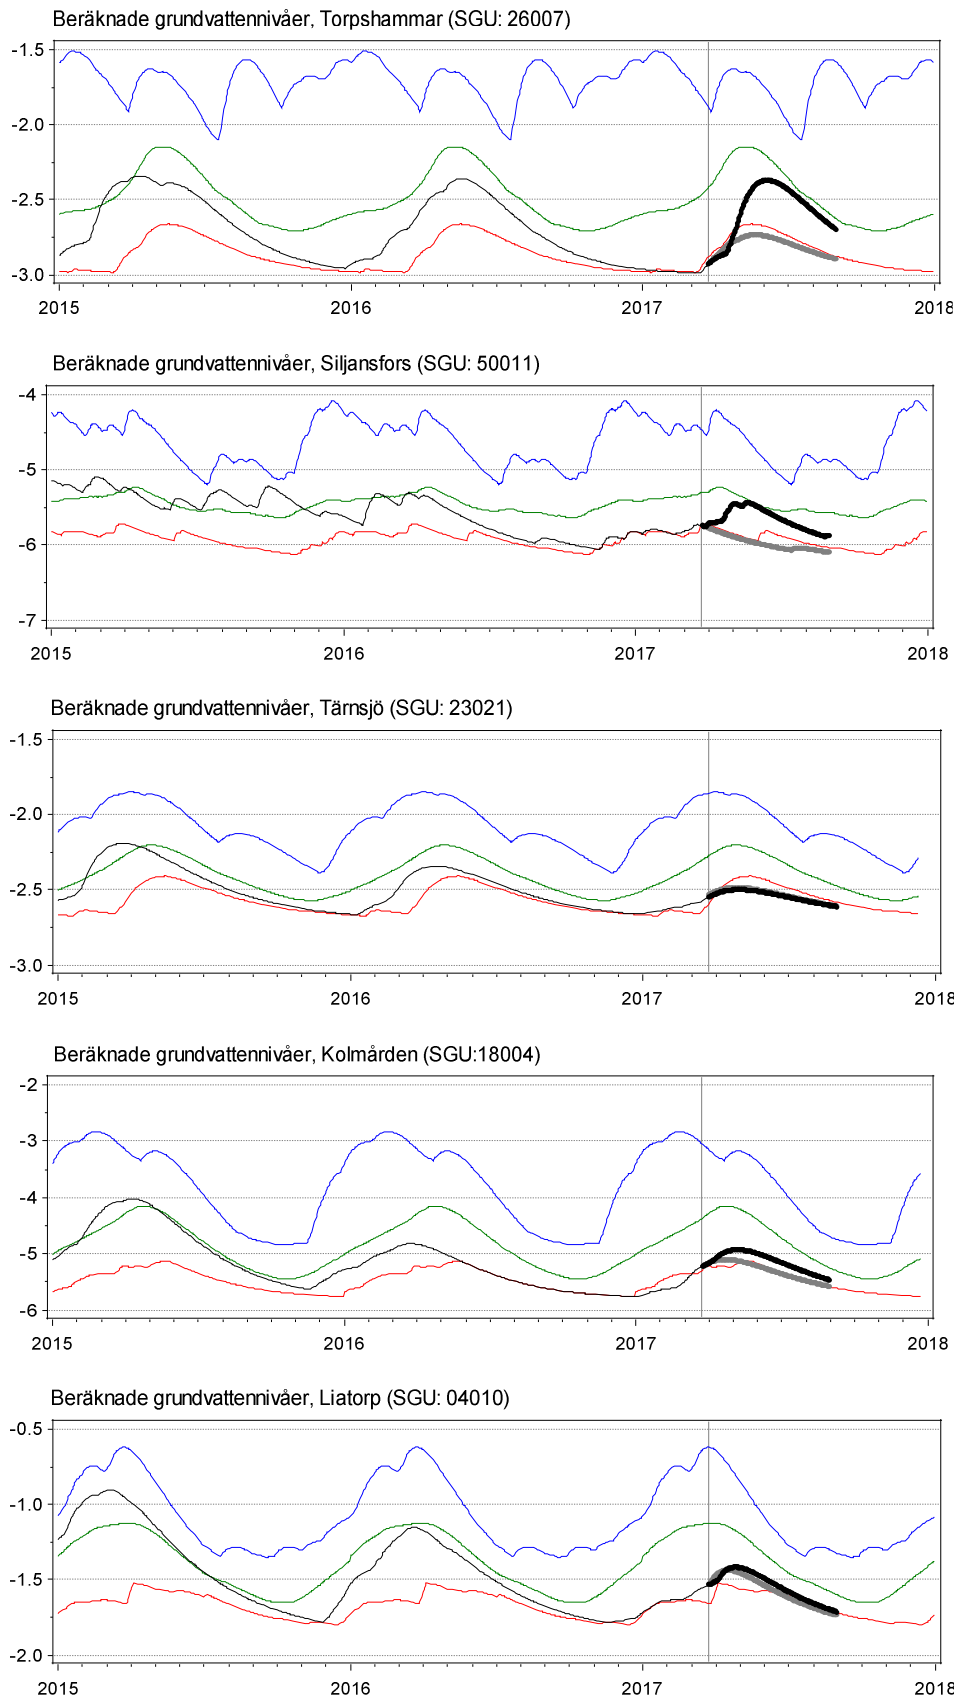 Beräknade grundvattennivåer, Torpshammar (SGU: 26007)
-1.5
-2.0
-2.5
-3.0
2015 2016 2017 2018
Beräknade grundvattennivåer, Siljansfors (SGU: 50011)
-4
-5
-6
-7
2015 2016 2017 2018
Beräknade grundvattennivåer, Tärnsjö (SGU: 23021)
-1.5
-2.0
-2.5
-3.0
2015 2016 2017 2018
Beräknade grundvattennivåer, Kolmården (SGU:18004)
-2
-3
-4
-5
-6
2015 2016 2017 2018
Beräknade grundvattennivåer, Liatorp (SGU: 04010)
-0.5
-1.0
-1.5
-2.0
2015 2016 2017 2018